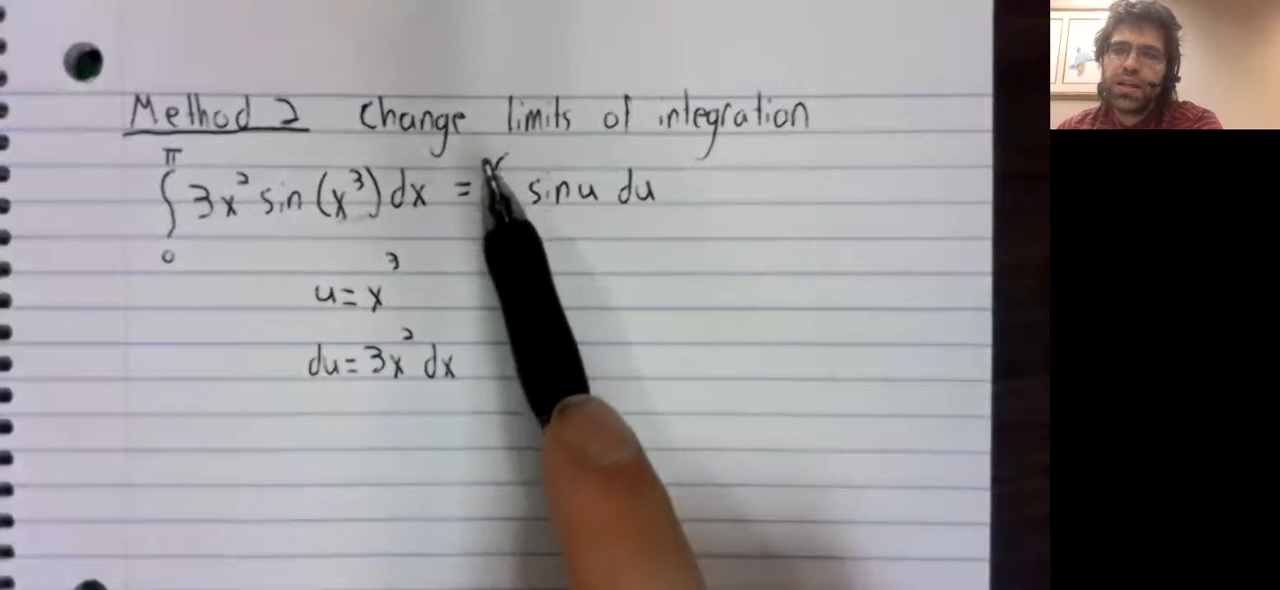 Method 2 Change limits of integration
π
∫ 3x² sin(x³) dx = sin u du
0
u = x³
du = 3x² dx